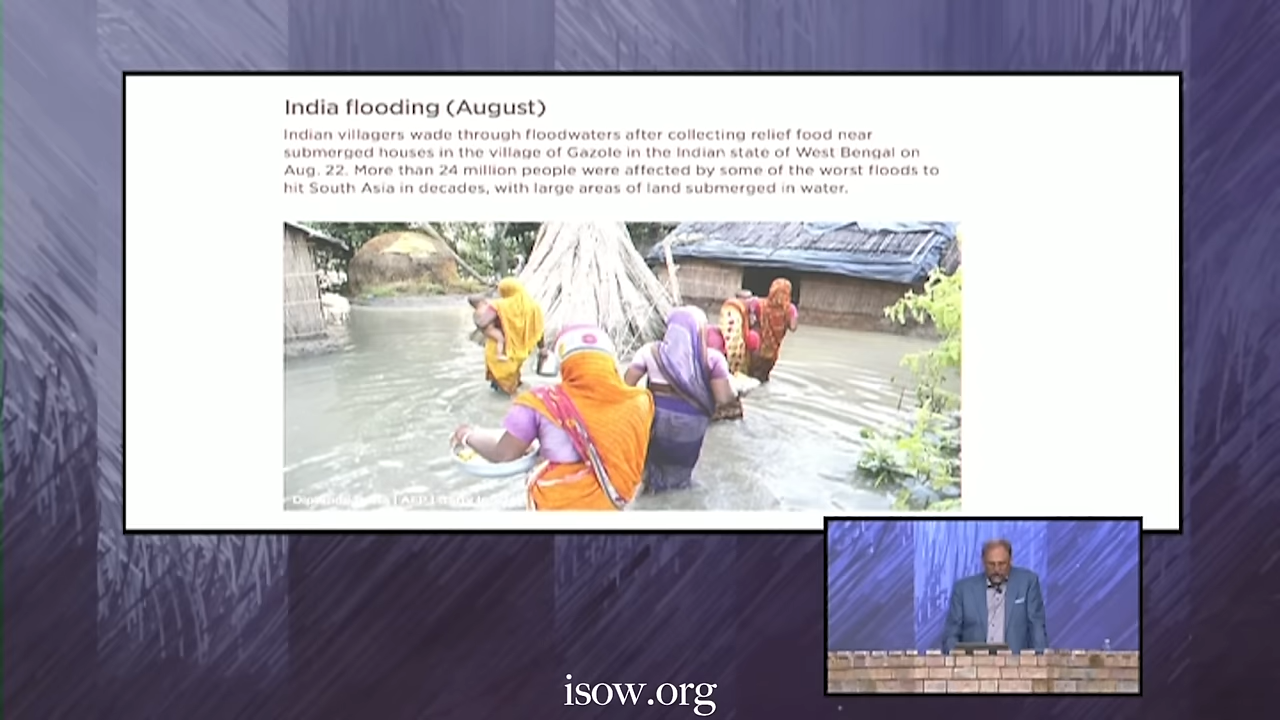 India flooding (August)
Indian villagers wade through floodwaters after collecting relief food near
submerged houses in the village of Gazole in the Indian state of West Bengal on
Aug. 22. More than 24 million people were affected by some of the worst floods to
hit South Asia in decades, with large areas of land submerged in water.
| AFP | Getty
isow.org